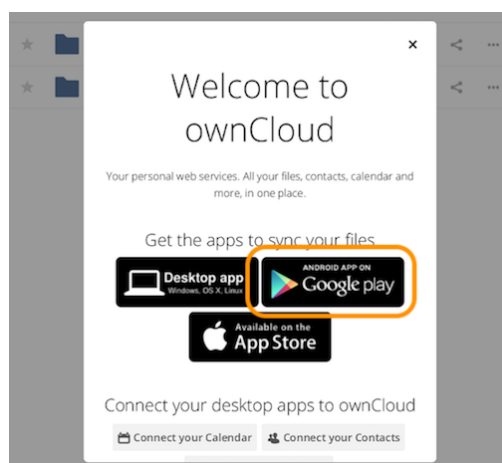 Welcome to
ownCloud
Your personal web services. All your files, contacts, calendar and
more, in one place.
Get the apps to sync your files
Desktop app
Windows, OS X, Linux
ANDROID APP ON
Google play
Available on the
App Store
Connect your desktop apps to ownCloud
Connect your Calendar
Connect your Contacts